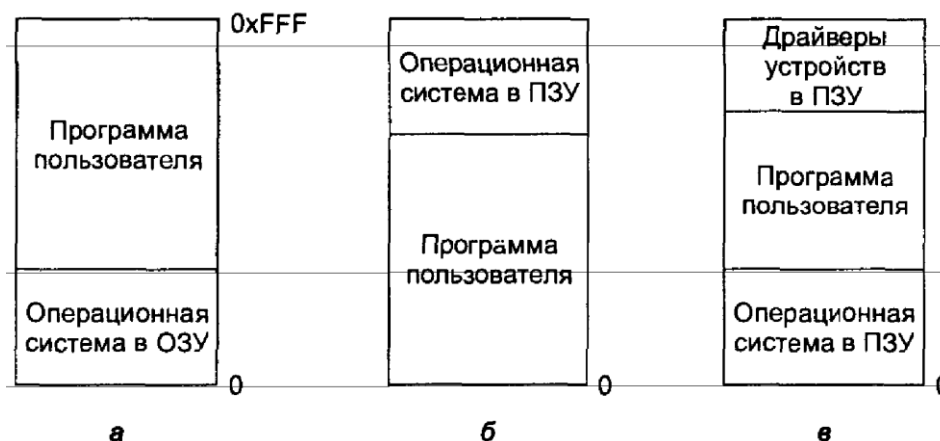 0xFFF
Программа
пользователя
Операционная
система в ОЗУ
0
а
Операционная
система в ПЗУ
Программа
пользователя
0
б
Драйверы
устройств
в ПЗУ
Программа
пользователя
Операционная
система в ПЗУ
0
в